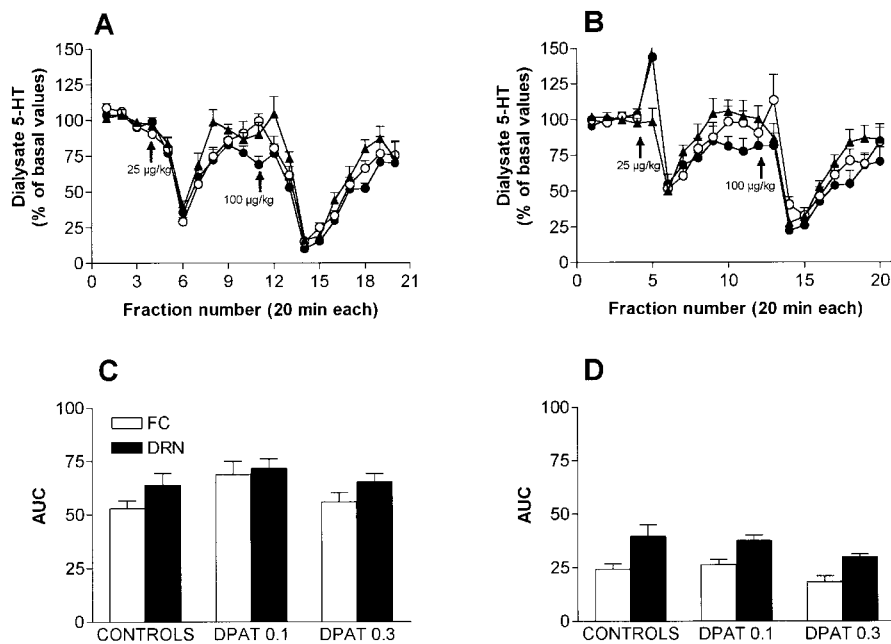 A
Dialysate 5-HT
(% of basal values)
150
125
100
75
50
25
0
25 µg/kg
100 µg/kg
0 3 6 9 12 15 18 21
Fraction number (20 min each)
B
Dialysate 5-HT
(% of basal values)
150
125
100
75
50
25
0
25 µg/kg
100 µg/kg
0 5 10 15 20
Fraction number (20 min each)
C
AUC
100
75
50
25
0
FC
DRN
CONTROLS DPAT 0.1 DPAT 0.3
D
AUC
100
75
50
25
0
CONTROLS DPAT 0.1 DPAT 0.3